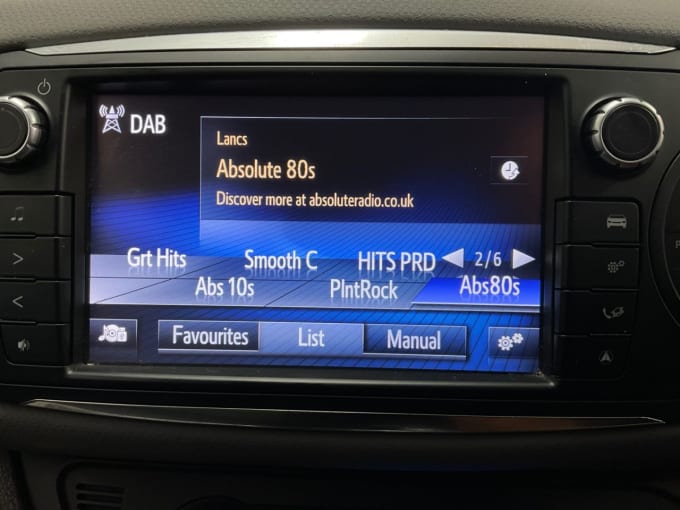 DAB
Lancs
Absolute 80s
Discover more at absoluteradio.co.uk
Grt Hits Smooth C HITS PRD 2/6
Abs 10s PlntRock Abs80s
Favourites List Manual